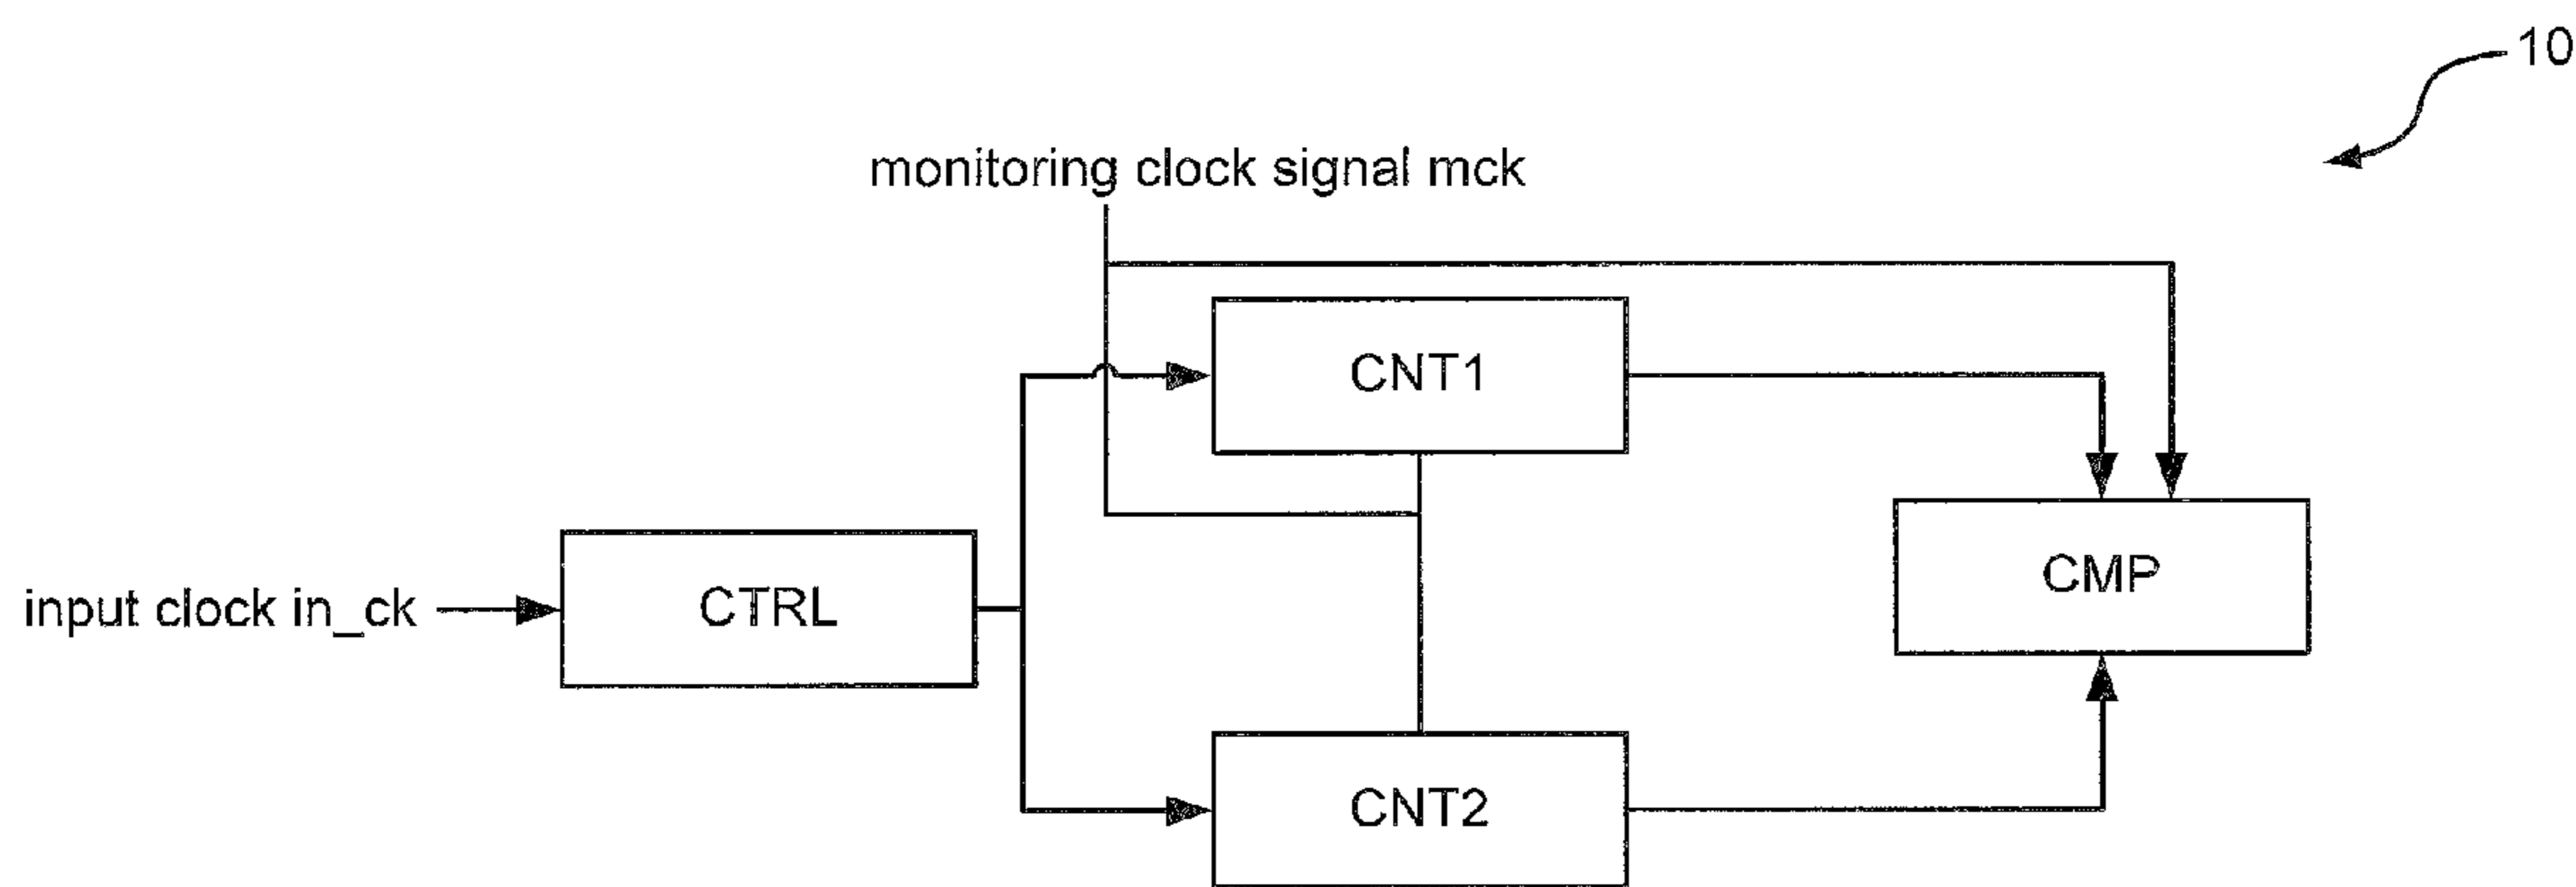 10
monitoring clock signal mck
CNT1
CMP
input clock in_ck
CTRL
CNT2